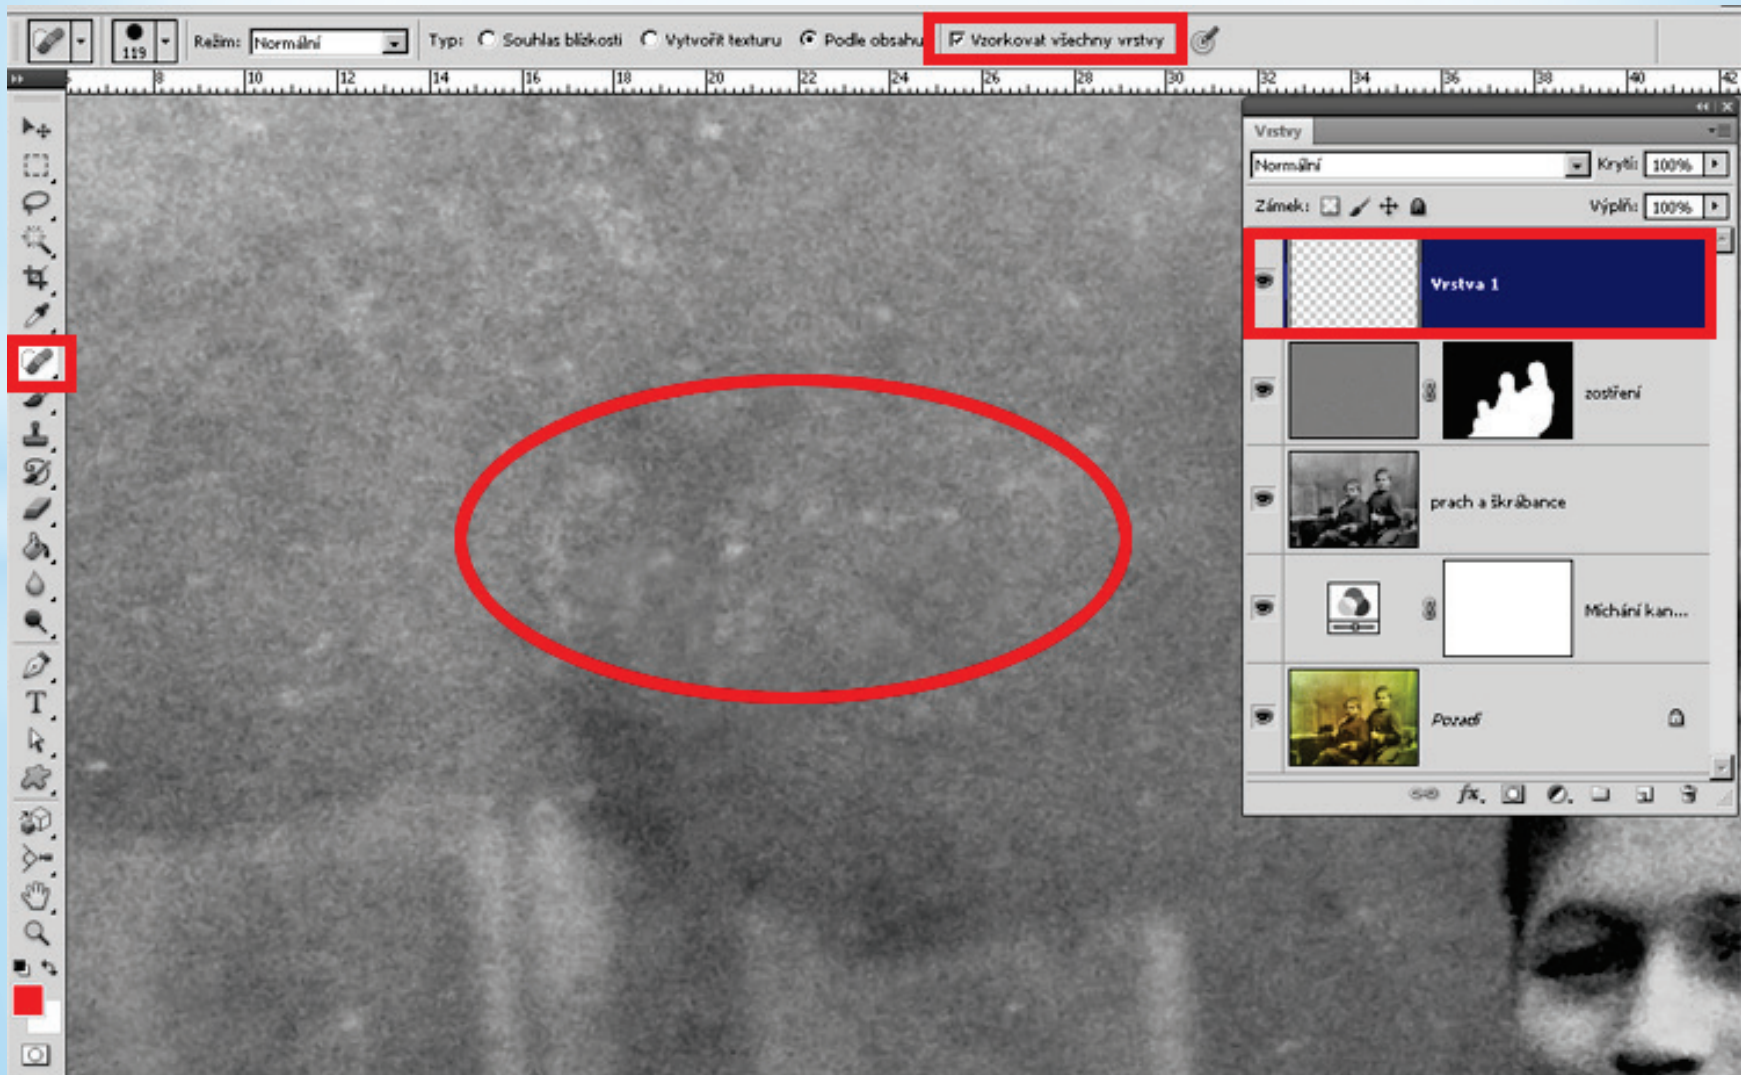 119 Režim: Normální Typ: Souhlas blízkosti Vytvořit texturu Podle obsahu Vzorkovat všechny vrstvy
8 10 12 14 16 18 20 22 24 26 28 30 32 34 36 38 40 42
Vrstvy
Normální Krytí: 100%
Zámek: Výplň: 100%
Vrstva 1
zostření
prach a škrábance
Míchání kan...
Pozadí
fx.
T